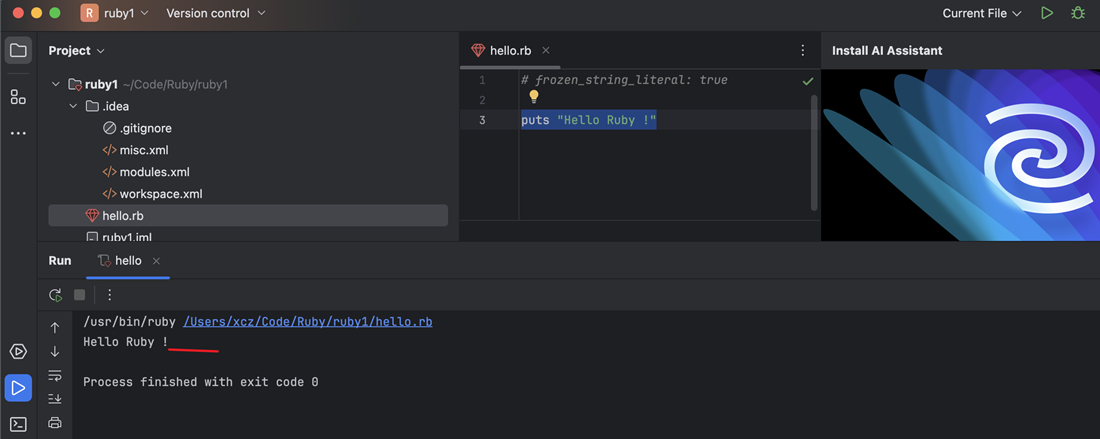 R ruby1 Version control Current File
Project
ruby1 ~/Code/Ruby/ruby1
.idea
.gitignore
misc.xml
modules.xml
workspace.xml
hello.rb
ruby1.iml
hello.rb
1 # frozen_string_literal: true
2
3 puts "Hello Ruby !"
Install AI Assistant
Run hello
/usr/bin/ruby /Users/xcz/Code/Ruby/ruby1/hello.rb
Hello Ruby !
Process finished with exit code 0